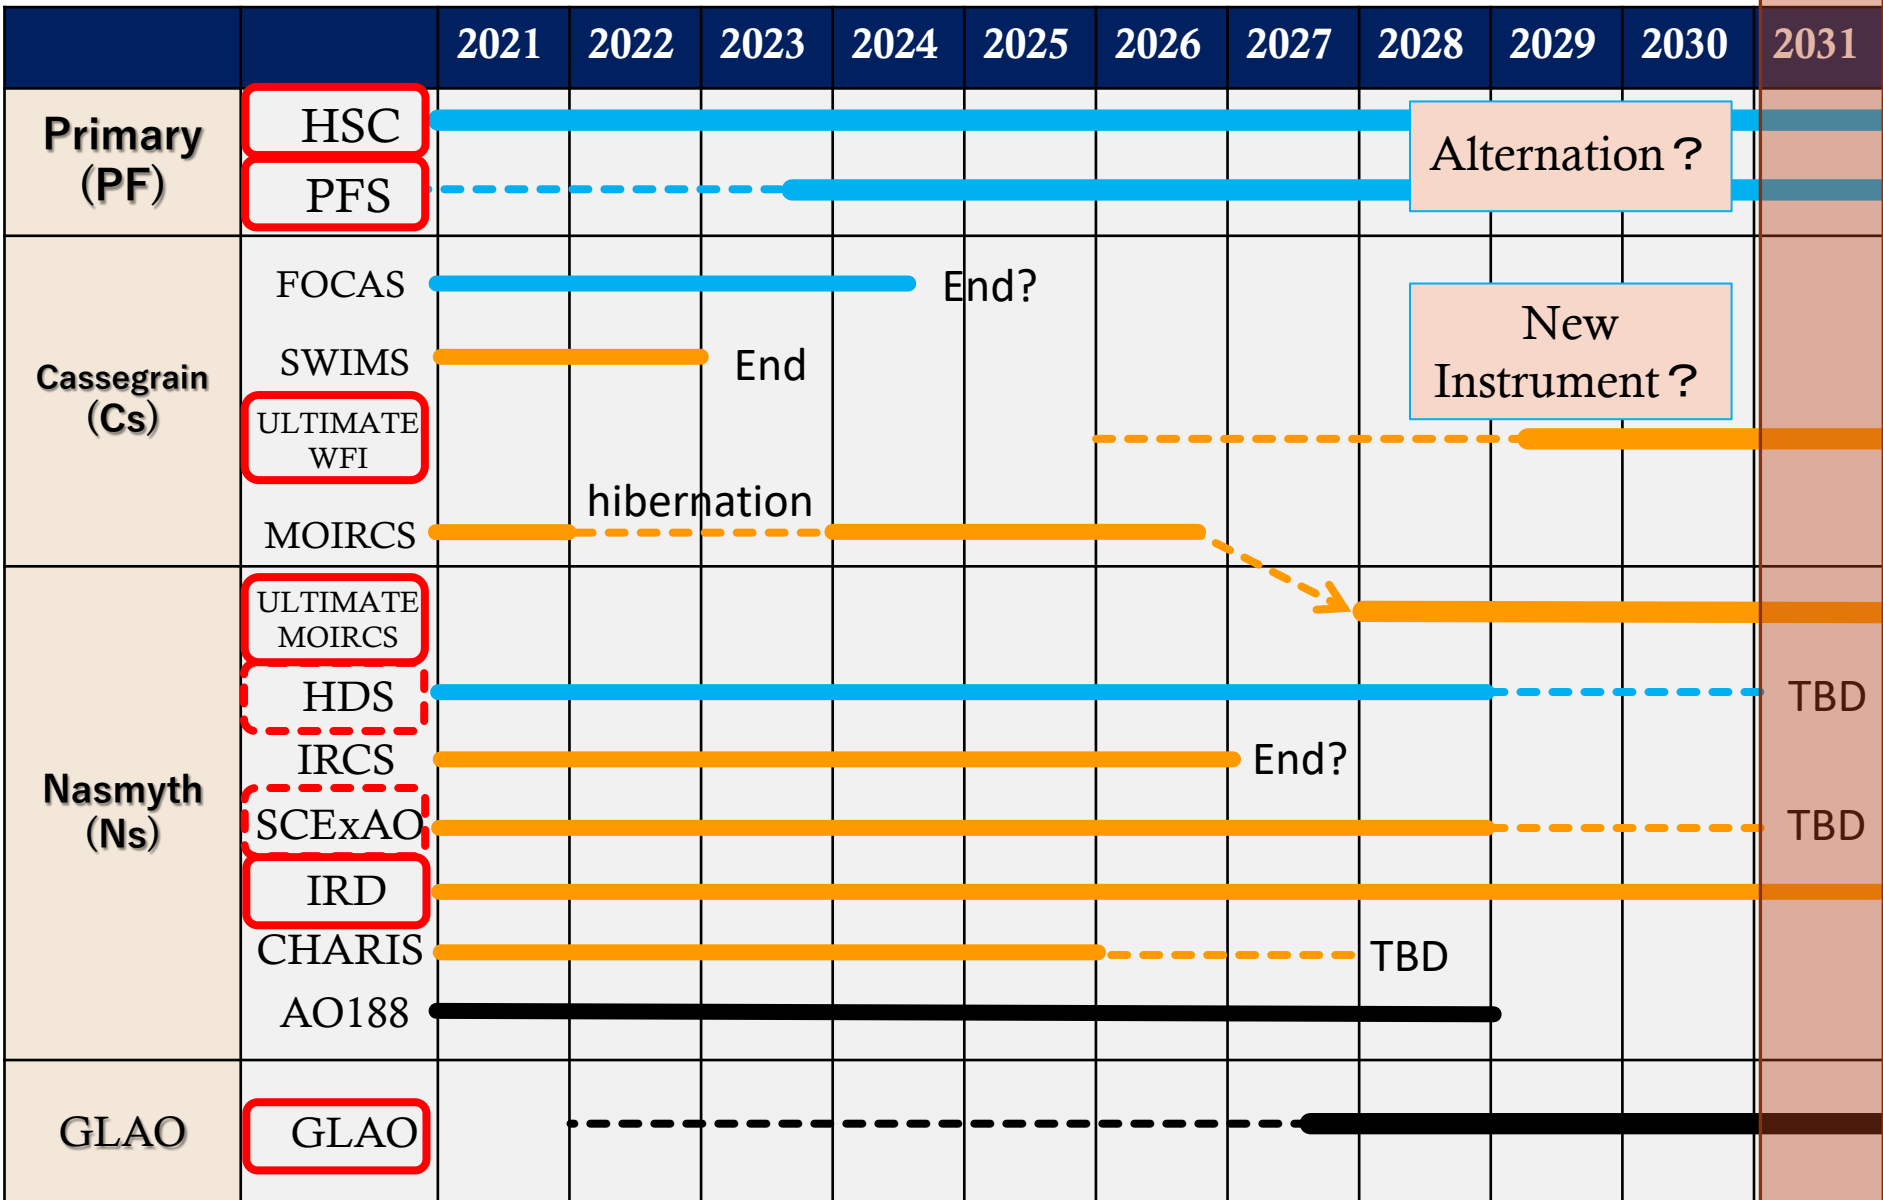 2021 2022 2023 2024 2025 2026 2027 2028 2029 2030 2031
Primary
(PF)
HSC
PFS
Alternation？
Cassegrain
(Cs)
FOCAS
End?
SWIMS
End
New
Instrument？
ULTIMATE
WFI
hibernation
MOIRCS
Nasmyth
(Ns)
ULTIMATE
MOIRCS
HDS
TBD
IRCS
End?
SCExAO
TBD
IRD
CHARIS
TBD
AO188
GLAO
GLAO